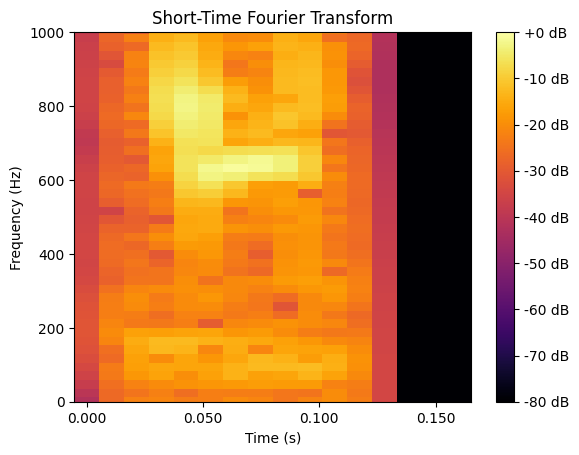 Short-Time Fourier Transform
1000
800
600
400
200
0
Frequency (Hz)
0.000
0.050
0.100
0.150
Time (s)
+0 dB
-10 dB
-20 dB
-30 dB
-40 dB
-50 dB
-60 dB
-70 dB
-80 dB